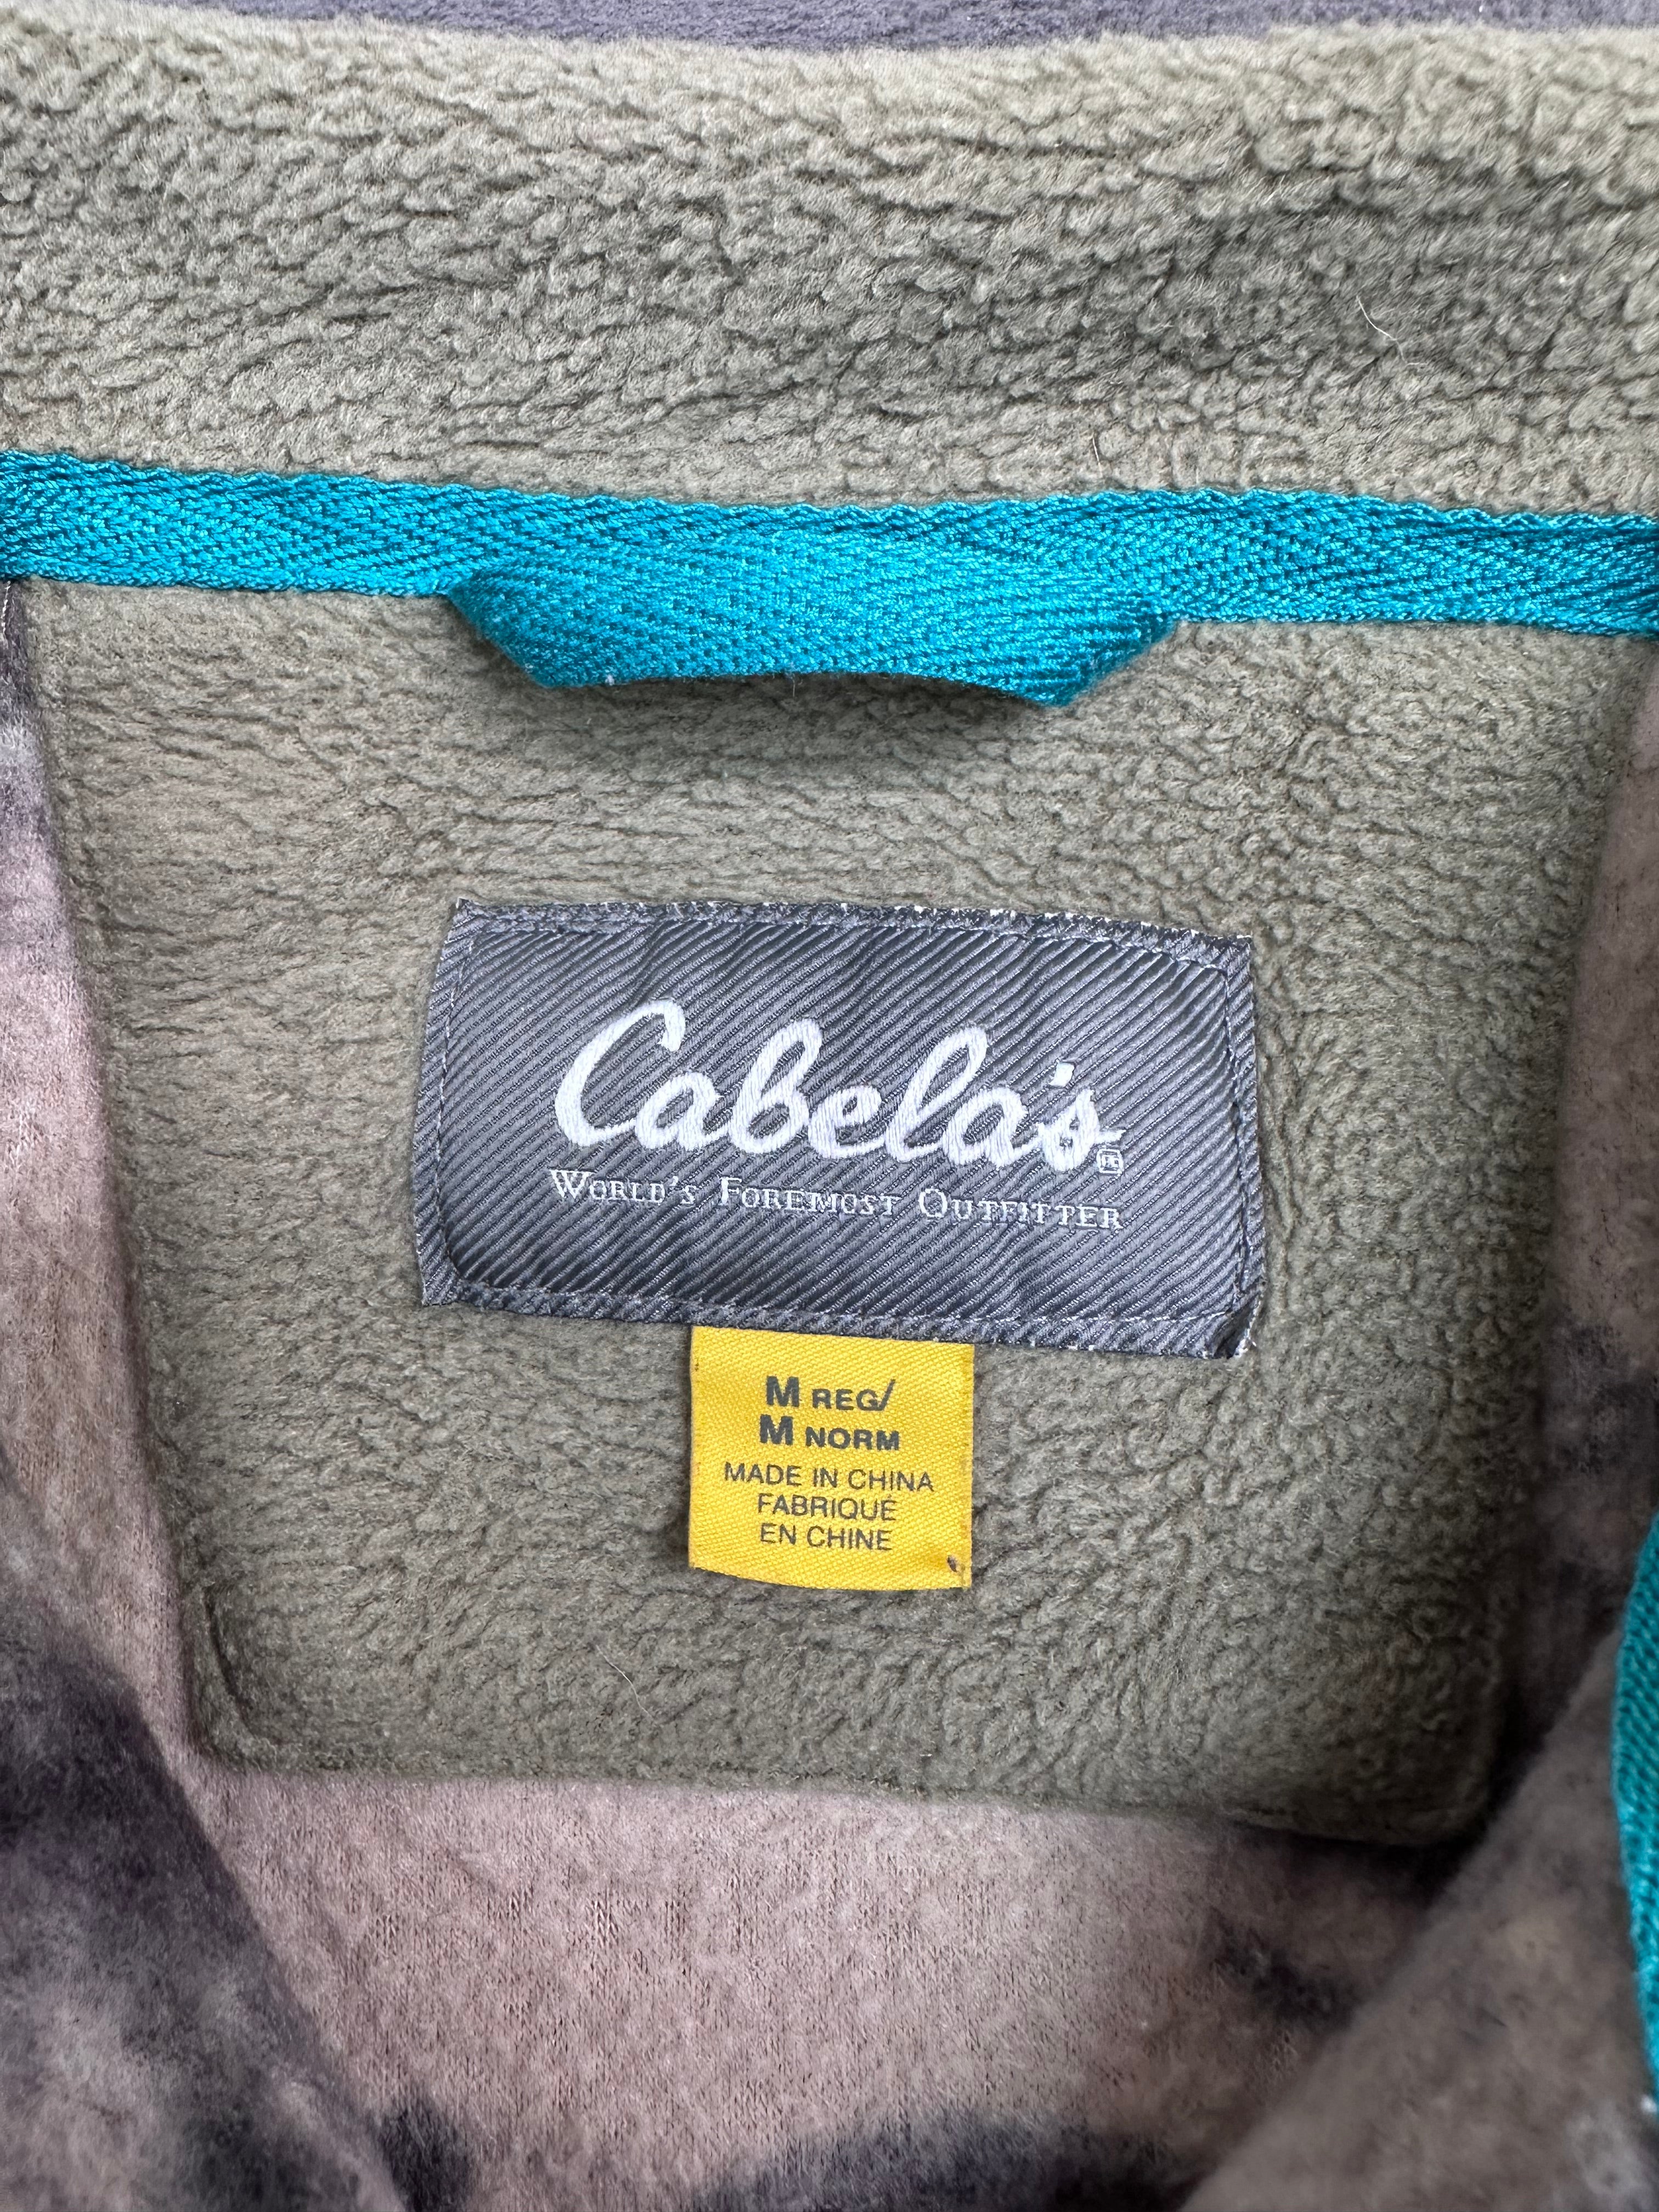 Cabela's
World's Foremost Outfitter
M REG/
M NORM
MADE IN CHINA
FABRIQUÉ
EN CHINE